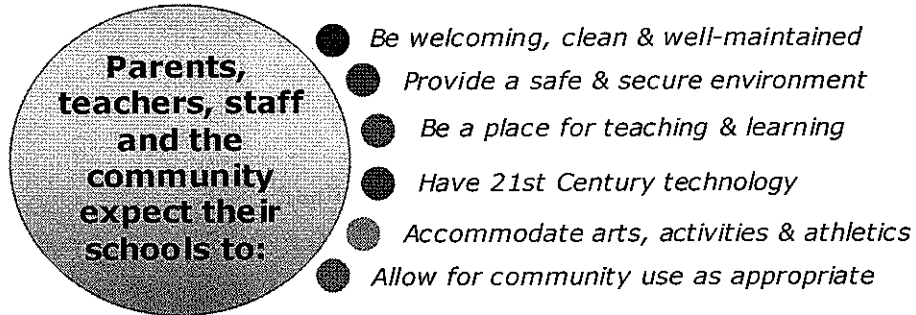 Parents,
teachers, staff
and the
community
expect their
schools to:
Be welcoming, clean & well-maintained
Provide a safe & secure environment
Be a place for teaching & learning
Have 21st Century technology
Accommodate arts, activities & athletics
Allow for community use as appropriate